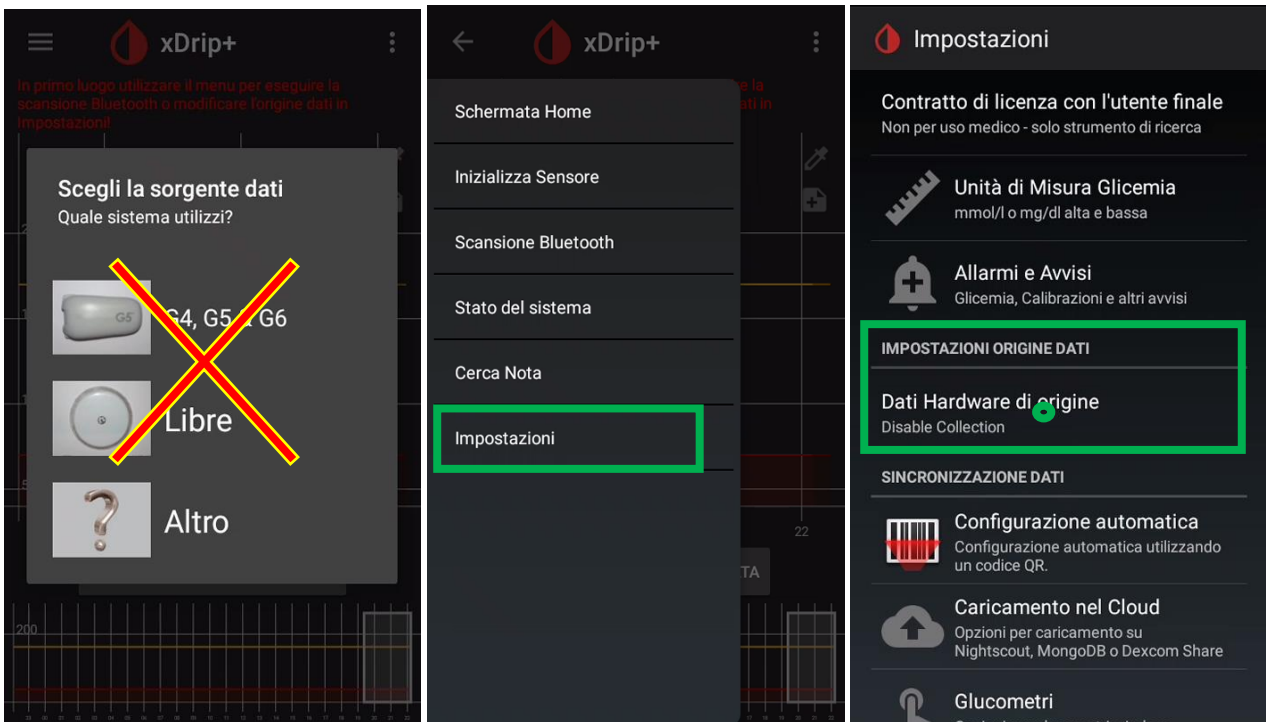 xDrip+
In primo luogo utilizzare il menu per eseguire la
scansione Bluetooth o modificare l'origine dati in
Impostazioni!
Scegli la sorgente dati
Quale sistema utilizzi?
G5
G4, G5 & G6
Libre
Altro
200
xDrip+
Schermata Home
Inizializza Sensore
Scansione Bluetooth
Stato del sistema
Cerca Nota
Impostazioni
22
Impostazioni
Contratto di licenza con l'utente finale
Non per uso medico - solo strumento di ricerca
Unità di Misura Glicemia
mmol/l o mg/dl alta e bassa
Allarmi e Avvisi
Glicemia, Calibrazioni e altri avvisi
IMPOSTAZIONI ORIGINE DATI
Dati Hardware di origine
Disable Collection
SINCRONIZZAZIONE DATI
Configurazione automatica
Configurazione automatica utilizzando
un codice QR.
Caricamento nel Cloud
Opzioni per caricamento su
Nightscout, MongoDB o Dexcom Share
Glucometri